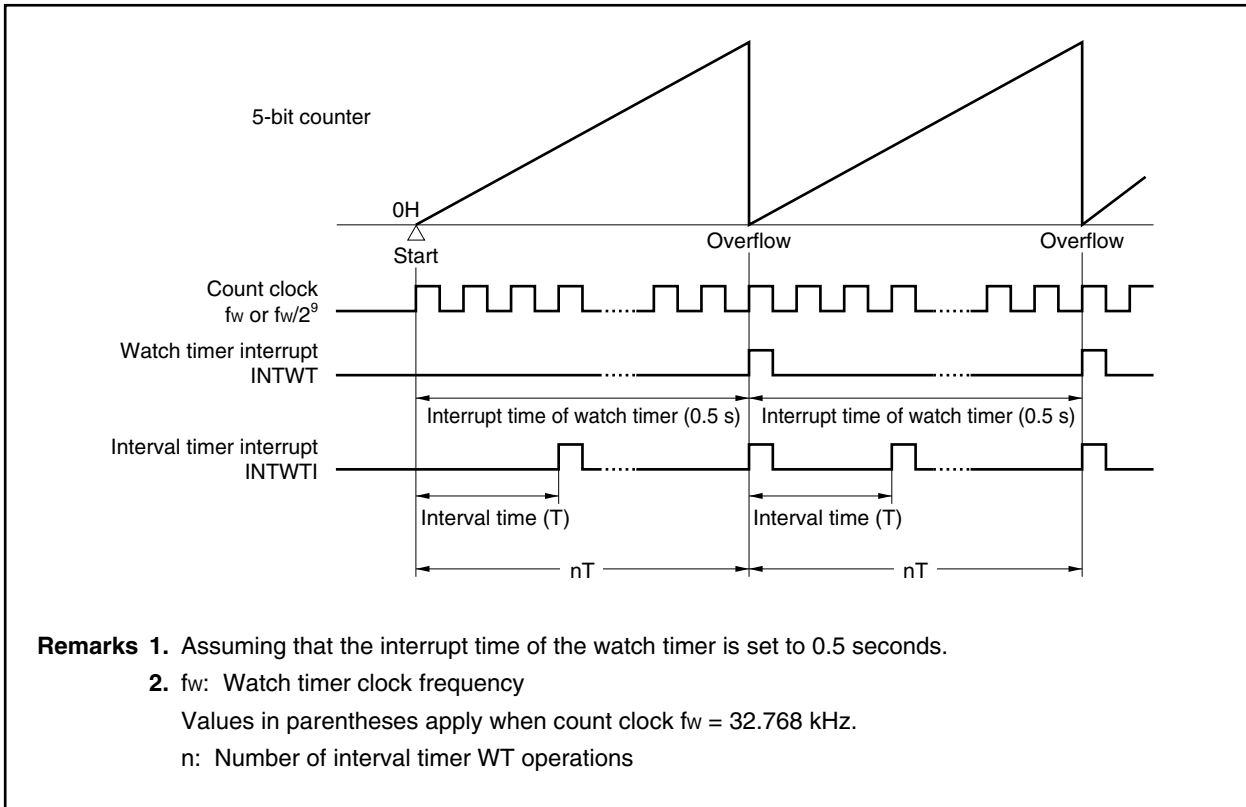 5-bit counter
0H
Start
Overflow
Overflow
Count clock
fw or fw/2⁹
Watch timer interrupt
INTWT
Interrupt time of watch timer (0.5 s)
Interrupt time of watch timer (0.5 s)
Interval timer interrupt
INTWTI
Interval time (T)
Interval time (T)
nT
nT
Remarks 1. Assuming that the interrupt time of the watch timer is set to 0.5 seconds.
2. fw: Watch timer clock frequency
Values in parentheses apply when count clock fw = 32.768 kHz.
n: Number of interval timer WT operations